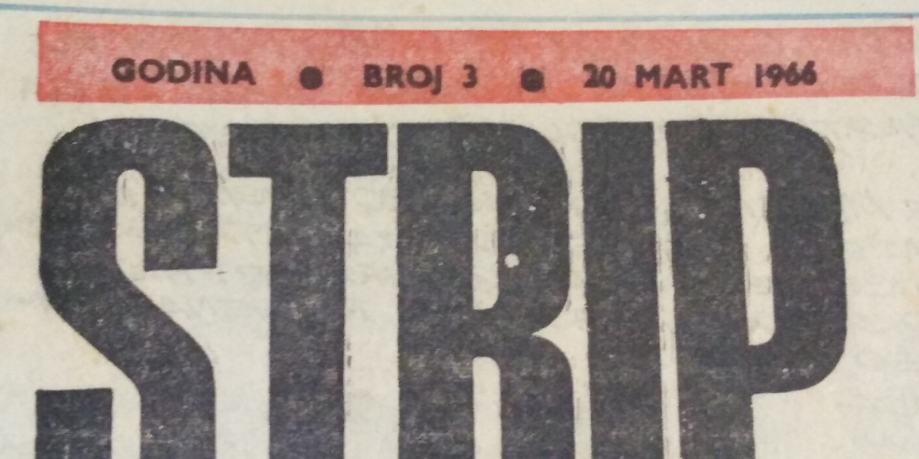 GODINA ● BROJ 3 ● 20 MART 1966
STRIP